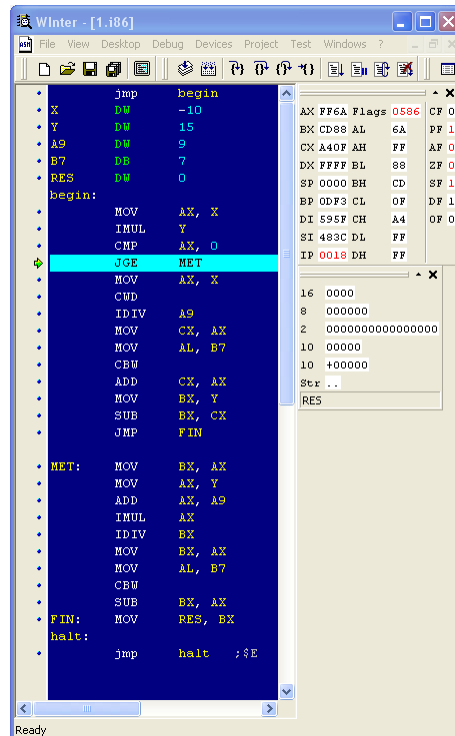 WInter - [1.i86]
File View Desktop Debug Devices Project Test Windows ?
jmp begin
X DW -10
Y DW 15
A9 DW 9
B7 DB 7
RES DW 0
begin:
MOV AX, X
IMUL Y
CMP AX, 0
JGE MET
MOV AX, X
CWD
IDIV A9
MOV CX, AX
MOV AL, B7
CBW
ADD CX, AX
MOV BX, Y
SUB BX, CX
JMP FIN
MET: MOV BX, AX
MOV AX, Y
ADD AX, A9
IMUL AX
IDIV BX
MOV BX, AX
MOV AL, B7
CBW
SUB BX, AX
FIN: MOV RES, BX
halt:
jmp halt ;$E
AX FF6A Flags 0586 CF 0
BX CD88 AL 6A PF 1
CX A40F AH FF AF 0
DX FFFF BL 88 ZF 0
SP 0000 BH CD SF 1
BP 0DF3 CL 0F DF 1
DI 595F CH A4 OF 0
SI 483C DL FF
IP 0018 DH FF
16 0000
8 000000
2 0000000000000000
10 00000
10 +00000
Str ..
RES
Ready